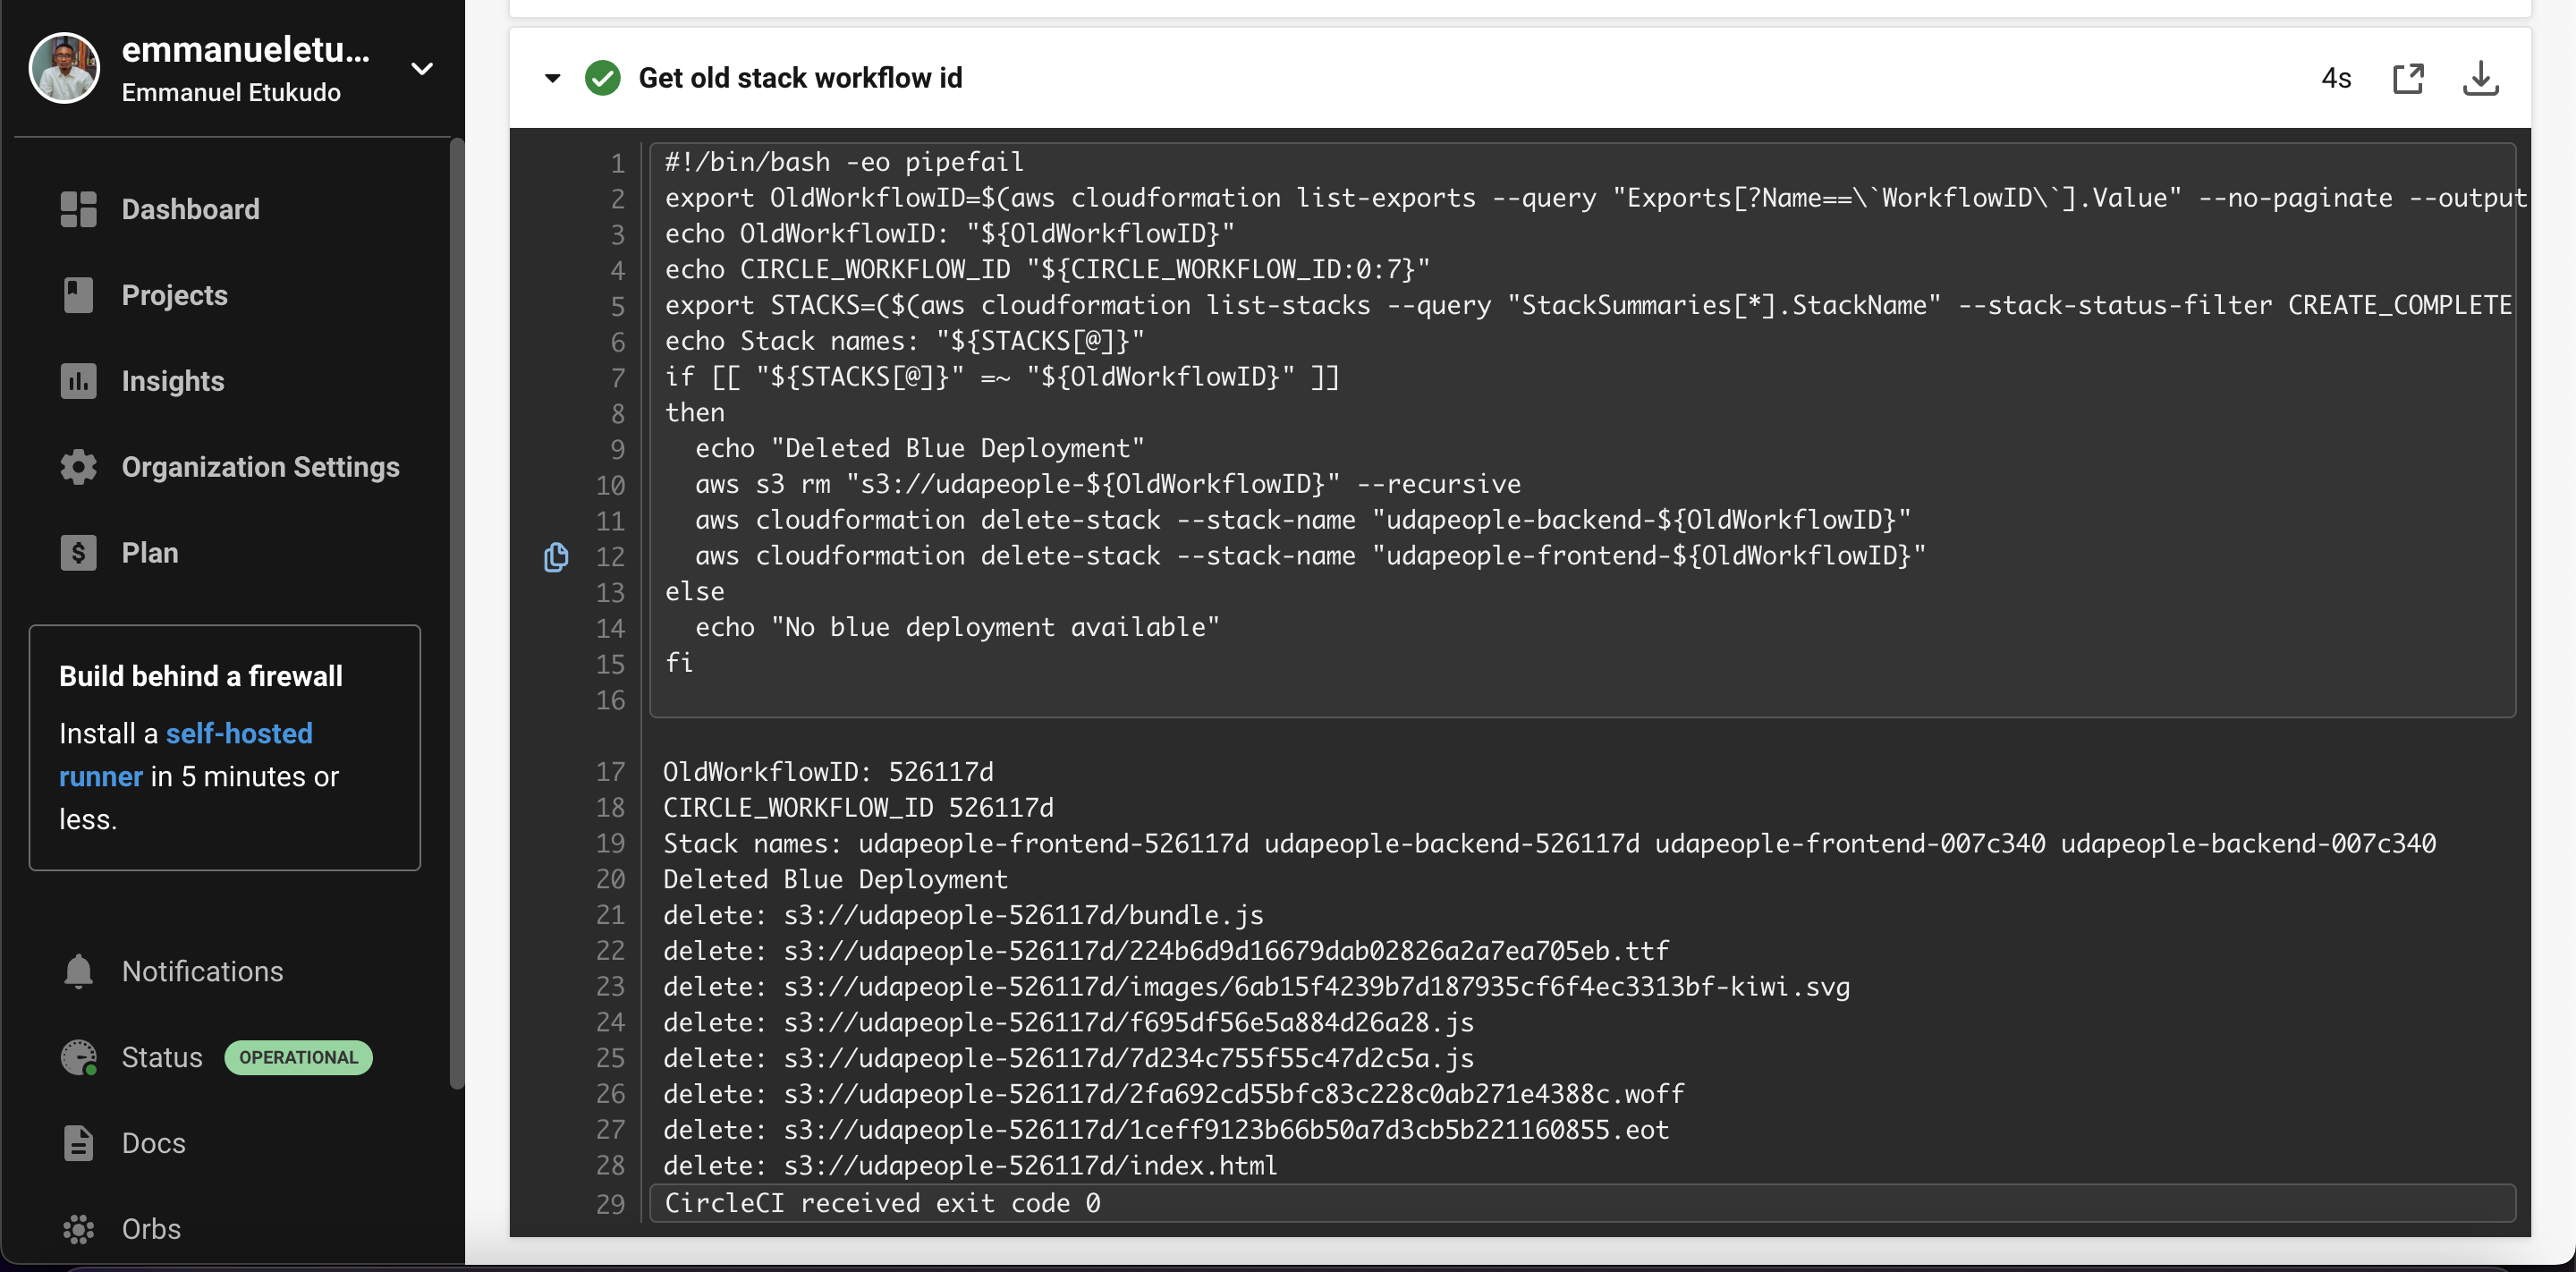 emmanueletu...
Emmanuel Etukudo
Dashboard
Projects
Insights
Organization Settings
Plan
Build behind a firewall
Install a self-hosted
runner in 5 minutes or
less.
Notifications
Status OPERATIONAL
Docs
Orbs
Get old stack workflow id 4s
1 #!/bin/bash -eo pipefail
2 export OldWorkflowID=$(aws cloudformation list-exports --query "Exports[?Name==\`WorkflowID\`].Value" --no-paginate --output
3 echo OldWorkflowID: "${OldWorkflowID}"
4 echo CIRCLE_WORKFLOW_ID "${CIRCLE_WORKFLOW_ID:0:7}"
5 export STACKS=($(aws cloudformation list-stacks --query "StackSummaries[*].StackName" --stack-status-filter CREATE_COMPLETE
6 echo Stack names: "${STACKS[@]}"
7 if [[ "${STACKS[@]}" =~ "${OldWorkflowID}" ]]
8 then
9   echo "Deleted Blue Deployment"
10   aws s3 rm "s3://udapeople-${OldWorkflowID}" --recursive
11   aws cloudformation delete-stack --stack-name "udapeople-backend-${OldWorkflowID}"
12   aws cloudformation delete-stack --stack-name "udapeople-frontend-${OldWorkflowID}"
13 else
14   echo "No blue deployment available"
15 fi
16
17 OldWorkflowID: 526117d
18 CIRCLE_WORKFLOW_ID 526117d
19 Stack names: udapeople-frontend-526117d udapeople-backend-526117d udapeople-frontend-007c340 udapeople-backend-007c340
20 Deleted Blue Deployment
21 delete: s3://udapeople-526117d/bundle.js
22 delete: s3://udapeople-526117d/224b6d9d16679dab02826a2a7ea705eb.ttf
23 delete: s3://udapeople-526117d/images/6ab15f4239b7d187935cf6f4ec3313bf-kiwi.svg
24 delete: s3://udapeople-526117d/f695df56e5a884d26a28.js
25 delete: s3://udapeople-526117d/7d234c755f55c47d2c5a.js
26 delete: s3://udapeople-526117d/2fa692cd55bfc83c228c0ab271e4388c.woff
27 delete: s3://udapeople-526117d/1ceff9123b66b50a7d3cb5b221160855.eot
28 delete: s3://udapeople-526117d/index.html
29 CircleCI received exit code 0